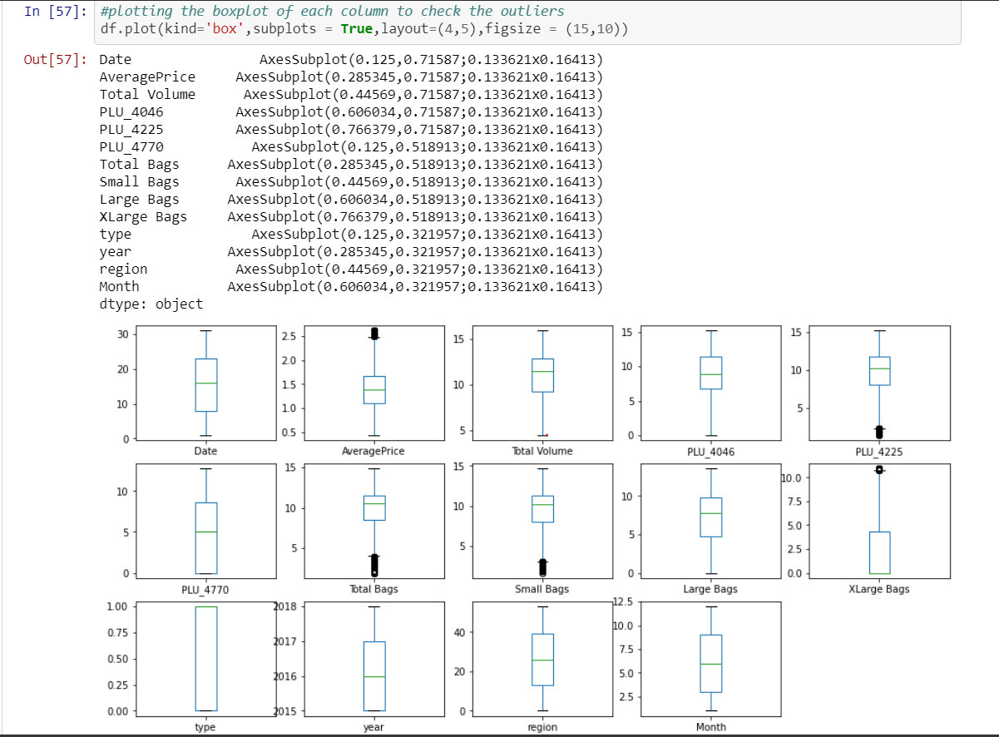 In [57]: #plotting the boxplot of each column to check the outliers
df.plot(kind='box',subplots = True,layout=(4,5),figsize = (15,10))
Out[57]: Date AxesSubplot(0.125,0.71587;0.133621x0.16413)
AveragePrice AxesSubplot(0.285345,0.71587;0.133621x0.16413)
Total Volume AxesSubplot(0.44569,0.71587;0.133621x0.16413)
PLU_4046 AxesSubplot(0.606034,0.71587;0.133621x0.16413)
PLU_4225 AxesSubplot(0.766379,0.71587;0.133621x0.16413)
PLU_4770 AxesSubplot(0.125,0.518913;0.133621x0.16413)
Total Bags AxesSubplot(0.285345,0.518913;0.133621x0.16413)
Small Bags AxesSubplot(0.44569,0.518913;0.133621x0.16413)
Large Bags AxesSubplot(0.606034,0.518913;0.133621x0.16413)
XLarge Bags AxesSubplot(0.766379,0.518913;0.133621x0.16413)
type AxesSubplot(0.125,0.321957;0.133621x0.16413)
year AxesSubplot(0.285345,0.321957;0.133621x0.16413)
region AxesSubplot(0.44569,0.321957;0.133621x0.16413)
Month AxesSubplot(0.606034,0.321957;0.133621x0.16413)
dtype: object
30
20
10
0
Date
2.5
2.0
1.5
1.0
0.5
AveragePrice
15
10
5
Total Volume
15
10
5
0
PLU_4046
15
10
5
PLU_4225
10
5
0
PLU_4770
15
10
5
Total Bags
15
10
5
Small Bags
10
5
0
Large Bags
10.0
7.5
5.0
2.5
0.0
XLarge Bags
1.00
0.75
0.50
0.25
0.00
type
2018
2017
2016
2015
year
40
20
0
region
12.5
10.0
7.5
5.0
2.5
Month